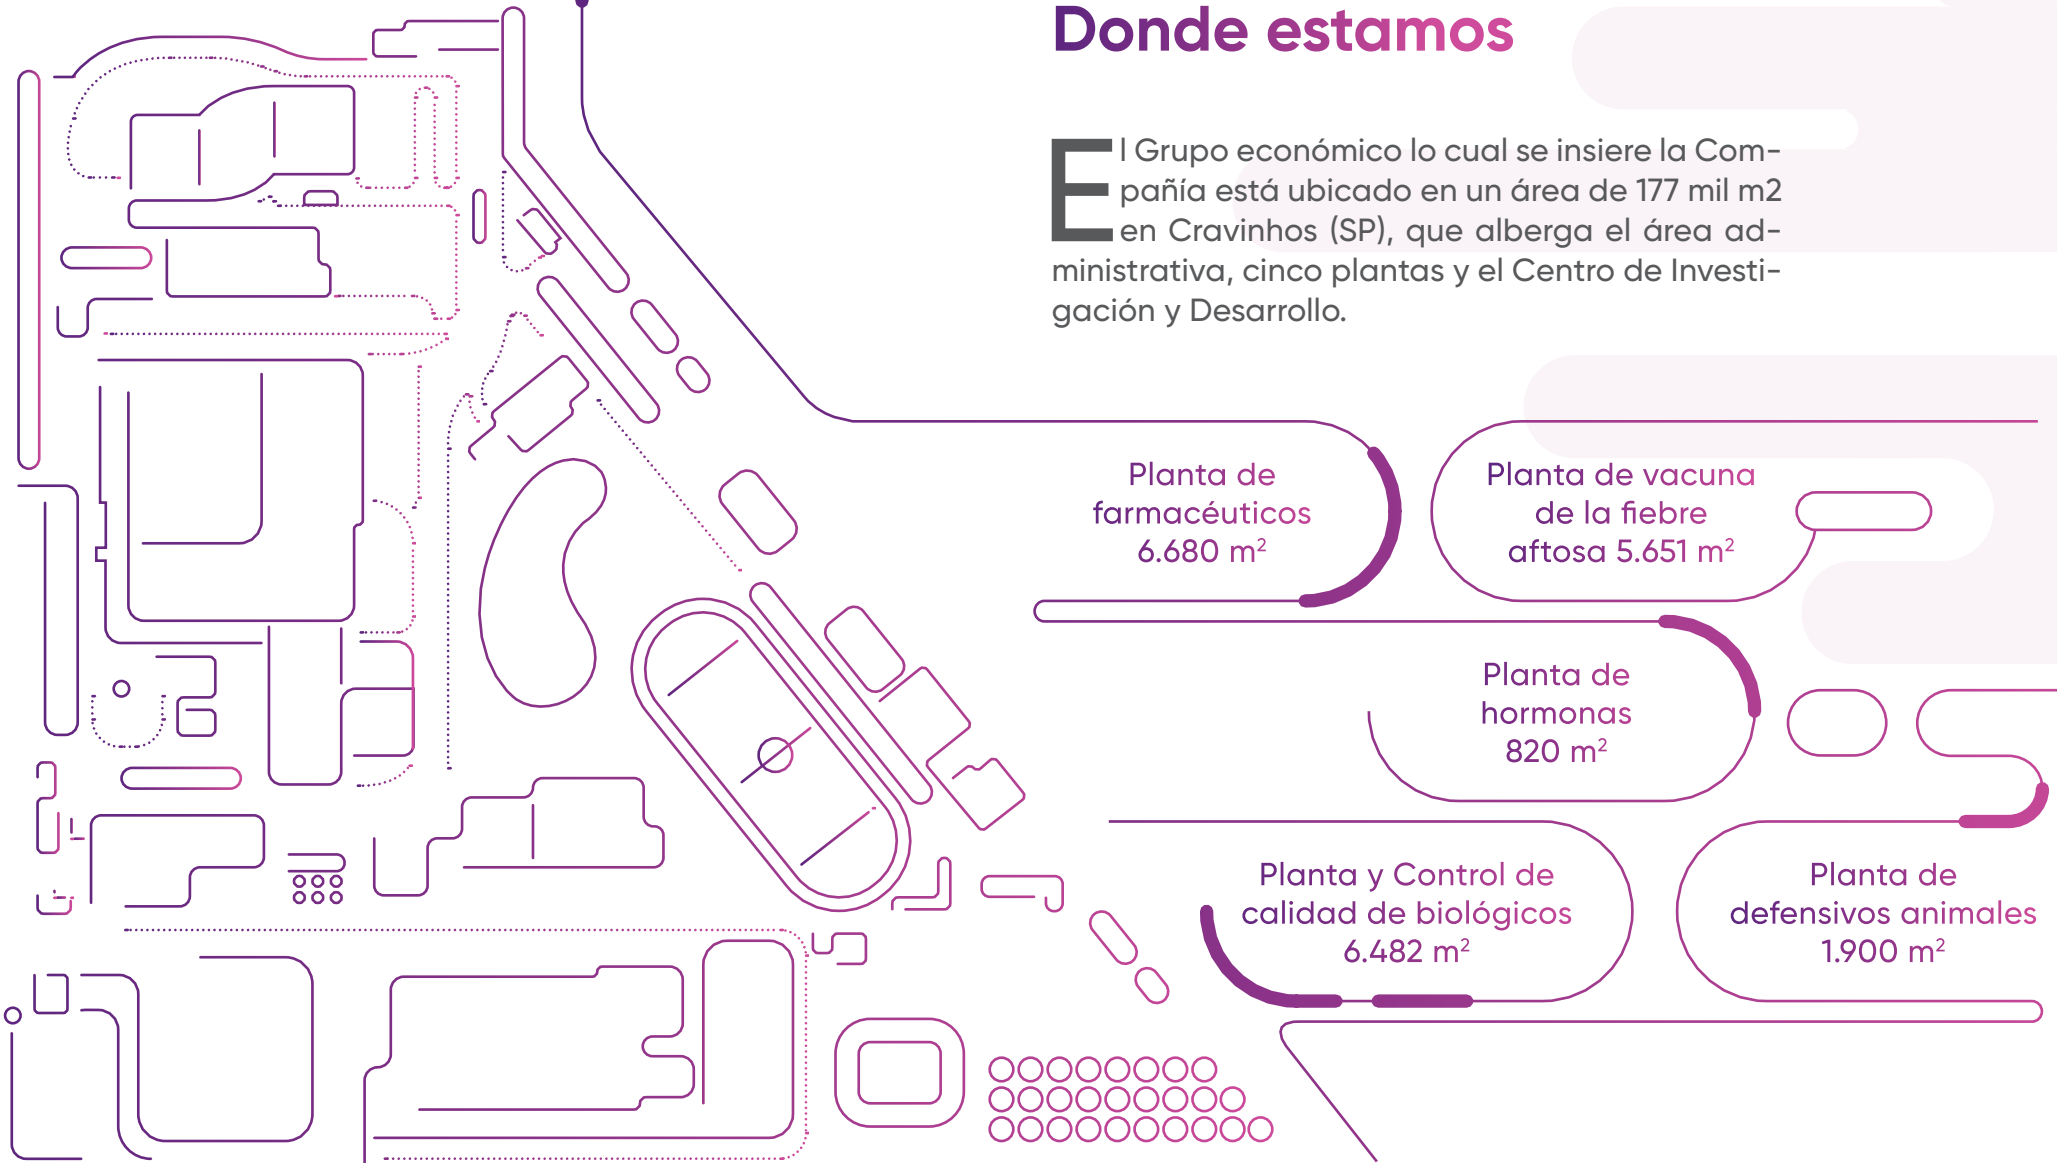 Donde estamos
El Grupo económico lo cual se insiere la Com-
pañía está ubicado en un área de 177 mil m2
en Cravinhos (SP), que alberga el área ad-
ministrativa, cinco plantas y el Centro de Investi-
gación y Desarrollo.
Planta de
farmacéuticos
6.680 m²
Planta de vacuna
de la fiebre
aftosa 5.651 m²
Planta de
hormonas
820 m²
Planta y Control de
calidad de biológicos
6.482 m²
Planta de
defensivos animales
1.900 m²